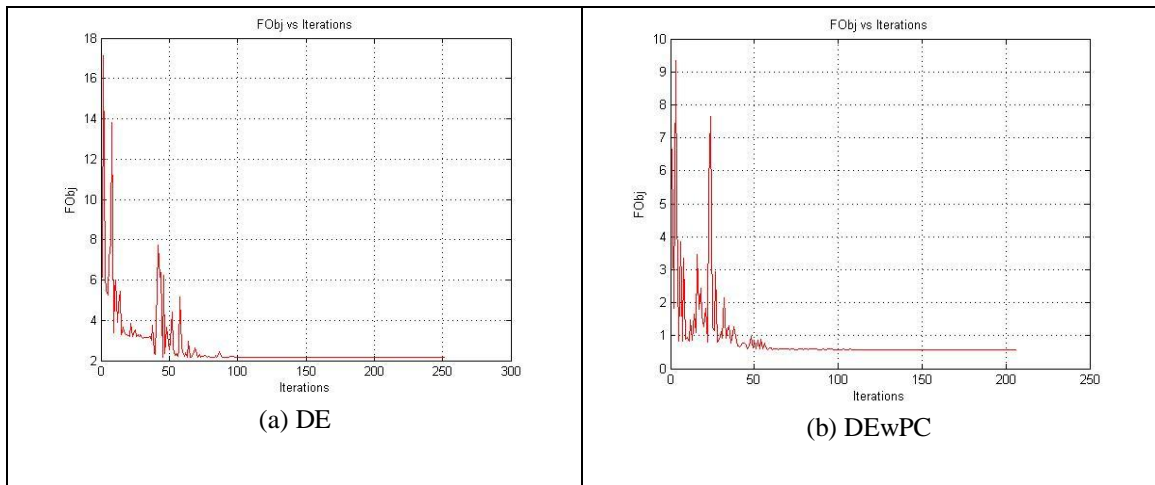 FObj vs Iterations
18
16
14
12
10
8
6
4
2
FObj
0 50 100 150 200 250 300
Iterations
(a) DE
FObj vs Iterations
10
9
8
7
6
5
4
3
2
1
0
FObj
0 50 100 150 200 250
Iterations
(b) DEwPC